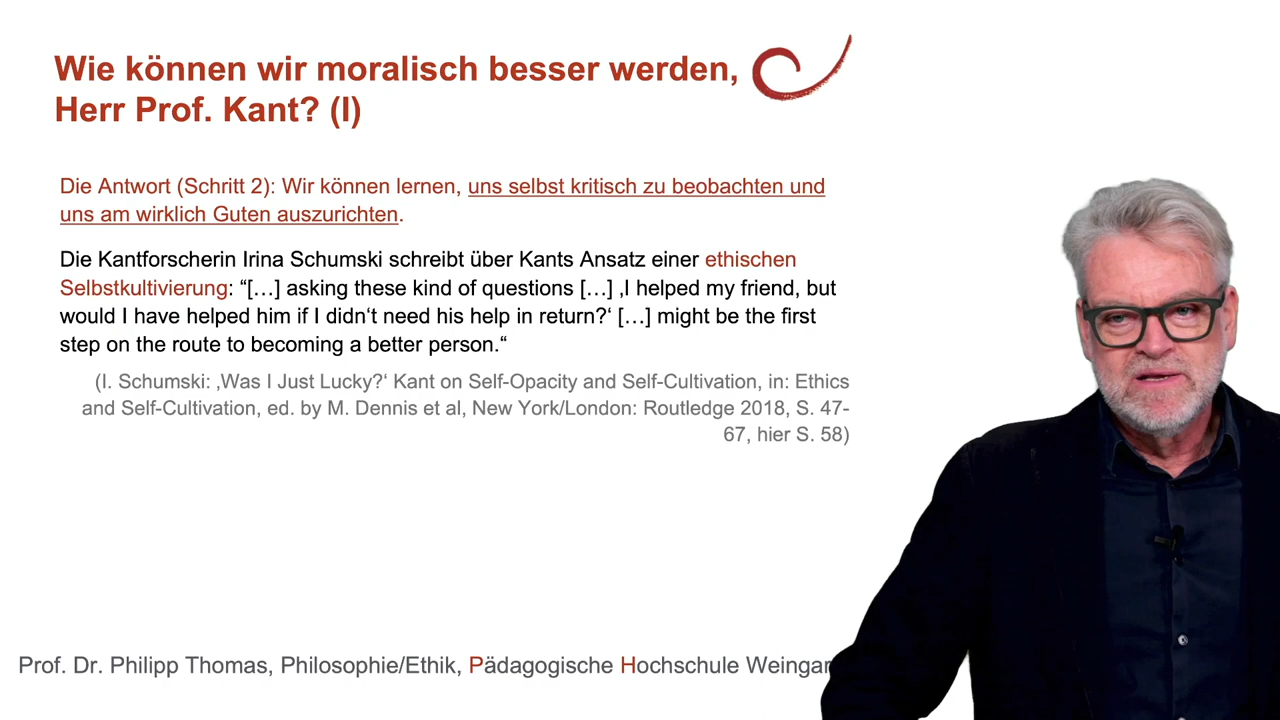 Wie können wir moralisch besser werden,
Herr Prof. Kant? (I)
Die Antwort (Schritt 2): Wir können lernen, uns selbst kritisch zu beobachten und
uns am wirklich Guten auszurichten.
Die Kantforscherin Irina Schumski schreibt über Kants Ansatz einer ethischen
Selbstkultivierung: “[…] asking these kind of questions […] ‚I helped my friend, but
would I have helped him if I didn‘t need his help in return?‘ […] might be the first
step on the route to becoming a better person.“
(I. Schumski: ‚Was I Just Lucky?‘ Kant on Self-Opacity and Self-Cultivation, in: Ethics
and Self-Cultivation, ed. by M. Dennis et al, New York/London: Routledge 2018, S. 47-
67, hier S. 58)
Prof. Dr. Philipp Thomas, Philosophie/Ethik, Pädagogische Hochschule